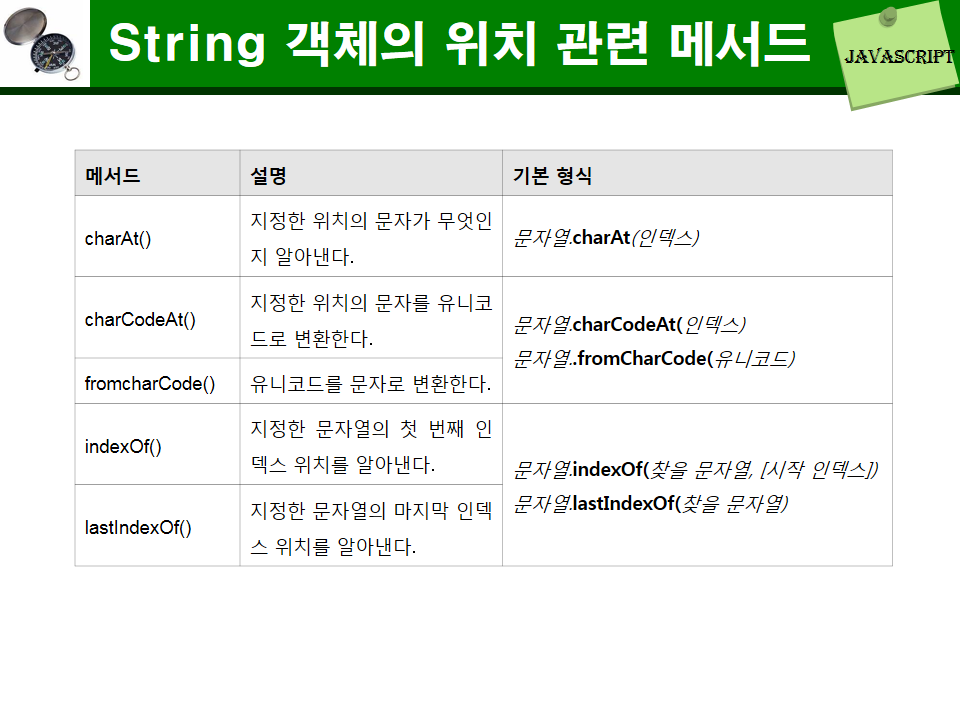 String 객체의 위치 관련 메서드
JAVASCRIPT
메서드
설명
기본 형식
charAt()
지정한 위치의 문자가 무엇인
지 알아낸다.
문자열.charAt(인덱스)
charCodeAt()
지정한 위치의 문자를 유니코
드로 변환한다.
문자열.charCodeAt(인덱스)
문자열..fromCharCode(유니코드)
fromcharCode()
유니코드를 문자로 변환한다.
indexOf()
지정한 문자열의 첫 번째 인
덱스 위치를 알아낸다.
문자열.indexOf(찾을 문자열, [시작 인덱스])
문자열.lastIndexOf(찾을 문자열)
lastIndexOf()
지정한 문자열의 마지막 인덱
스 위치를 알아낸다.